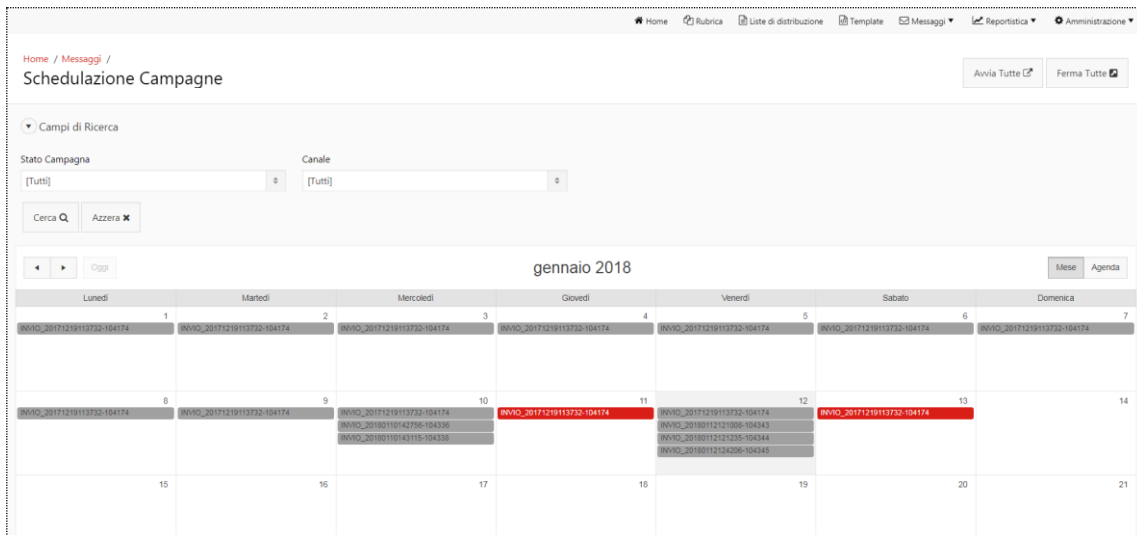 Home Rubrica Liste di distribuzione Template Messaggi Reportistica Amministrazione
Home / Messaggi /
Schedulazione Campagne
Avvia Tutte Ferma Tutte
Campi di Ricerca
Stato Campagna Canale
[Tutti] [Tutti]
Cerca Azzera
Oggi gennaio 2018 Mese Agenda
Lunedì Martedì Mercoledì Giovedì Venerdì Sabato Domenica
1 2 3 4 5 6 7
INVIO_20171219113732-104174 INVIO_20171219113732-104174 INVIO_20171219113732-104174 INVIO_20171219113732-104174 INVIO_20171219113732-104174 INVIO_20171219113732-104174 INVIO_20171219113732-104174
8 9 10 11 12 13 14
INVIO_20171219113732-104174 INVIO_20171219113732-104174 INVIO_20171219113732-104174 INVIO_20171219113732-104174 INVIO_20171219113732-104174 INVIO_20171219113732-104174
INVIO_20180110142756-104336 INVIO_20180112121006-104343
INVIO_20180110143115-104338 INVIO_20180112121235-104344
INVIO_20180112124206-104345
15 16 17 18 19 20 21